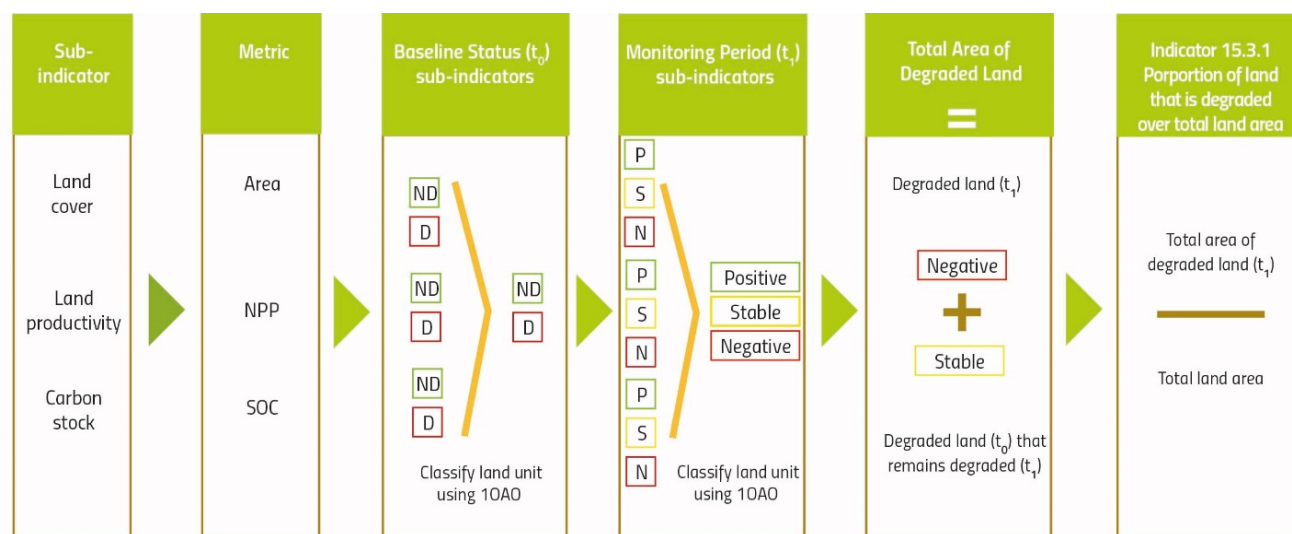 Sub-
indicator
Land
cover
Land
productivity
Carbon
stock
Metric
Area
NPP
SOC
Baseline Status (t0)
sub-indicators
ND
D
ND
D
ND
D
ND
D
Classify land unit
using 1OAO
Monitoring Period (t1)
sub-indicators
P
S
N
P
S
N
P
S
N
Positive
Stable
Negative
Classify land unit
using 1OAO
Total Area of
Degraded Land
=
Degraded land (t1)
Negative
+
Stable
Degraded land (t0) that
remains degraded (t1)
Indicator 15.3.1
Porportion of land
that is degraded
over total land area
Total area of
degraded land (t1)
Total land area